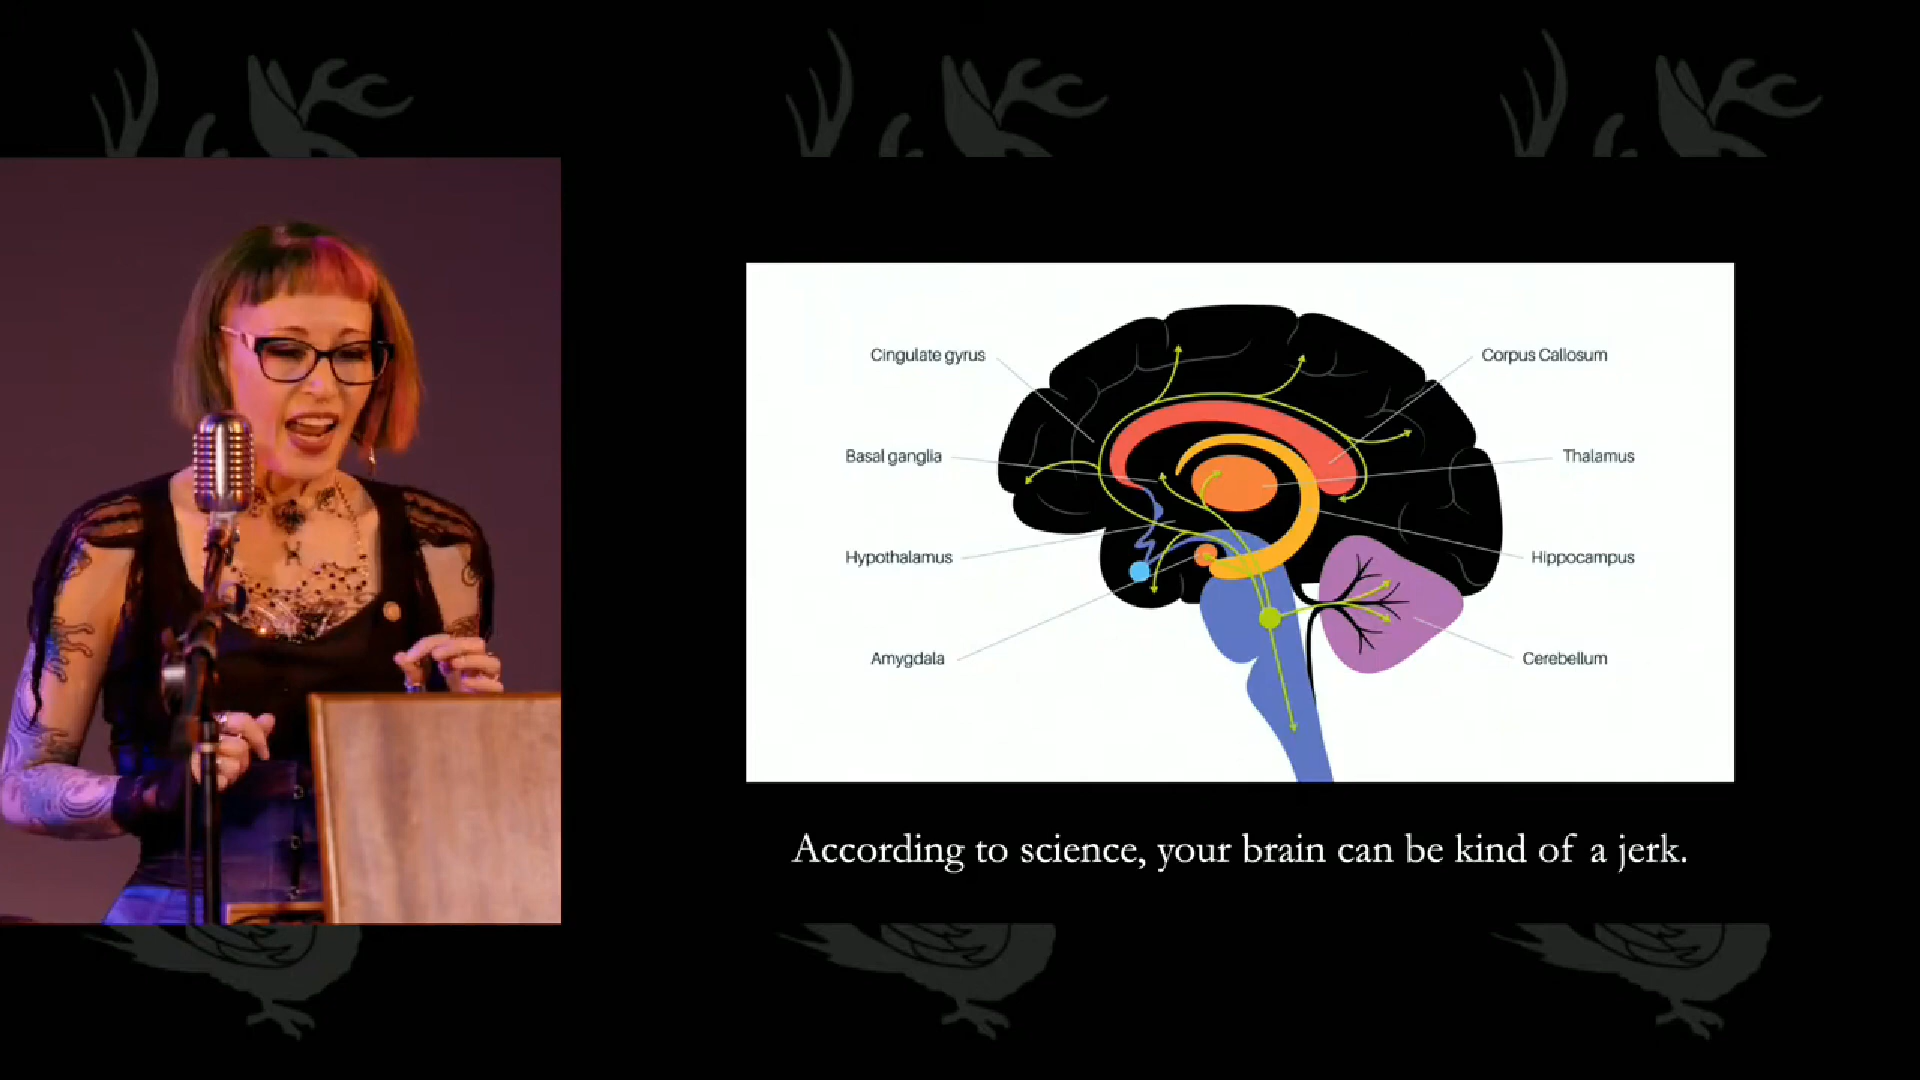 Cingulate gyrus
Corpus Callosum
Basal ganglia
Thalamus
Hypothalamus
Hippocampus
Amygdala
Cerebellum
According to science, your brain can be kind of a jerk.